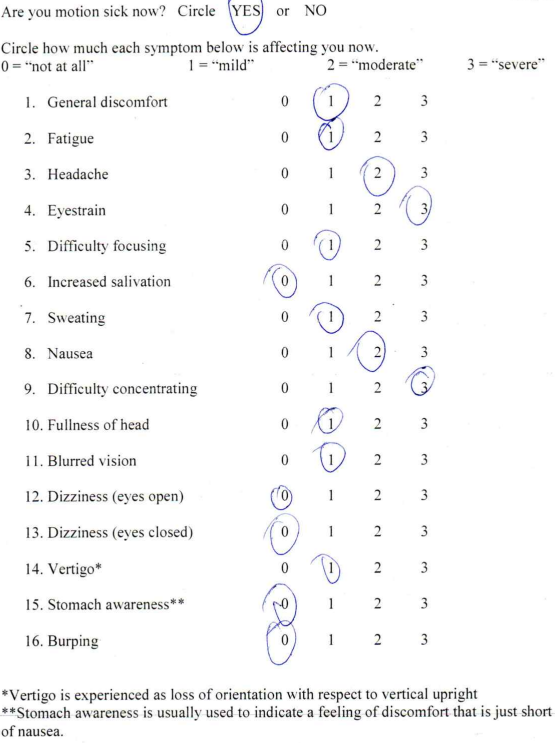 Are you motion sick now? Circle YES or NO
Circle how much each symptom below is affecting you now.
0 = “not at all” 1 = “mild” 2 = “moderate” 3 = “severe”
1. General discomfort 0 1 2 3
2. Fatigue 0 1 2 3
3. Headache 0 1 2 3
4. Eyestrain 0 1 2 3
5. Difficulty focusing 0 1 2 3
6. Increased salivation 0 1 2 3
7. Sweating 0 1 2 3
8. Nausea 0 1 2 3
9. Difficulty concentrating 0 1 2 3
10. Fullness of head 0 1 2 3
11. Blurred vision 0 1 2 3
12. Dizziness (eyes open) 0 1 2 3
13. Dizziness (eyes closed) 0 1 2 3
14. Vertigo* 0 1 2 3
15. Stomach awareness** 0 1 2 3
16. Burping 0 1 2 3
*Vertigo is experienced as loss of orientation with respect to vertical upright
**Stomach awareness is usually used to indicate a feeling of discomfort that is just short
of nausea.